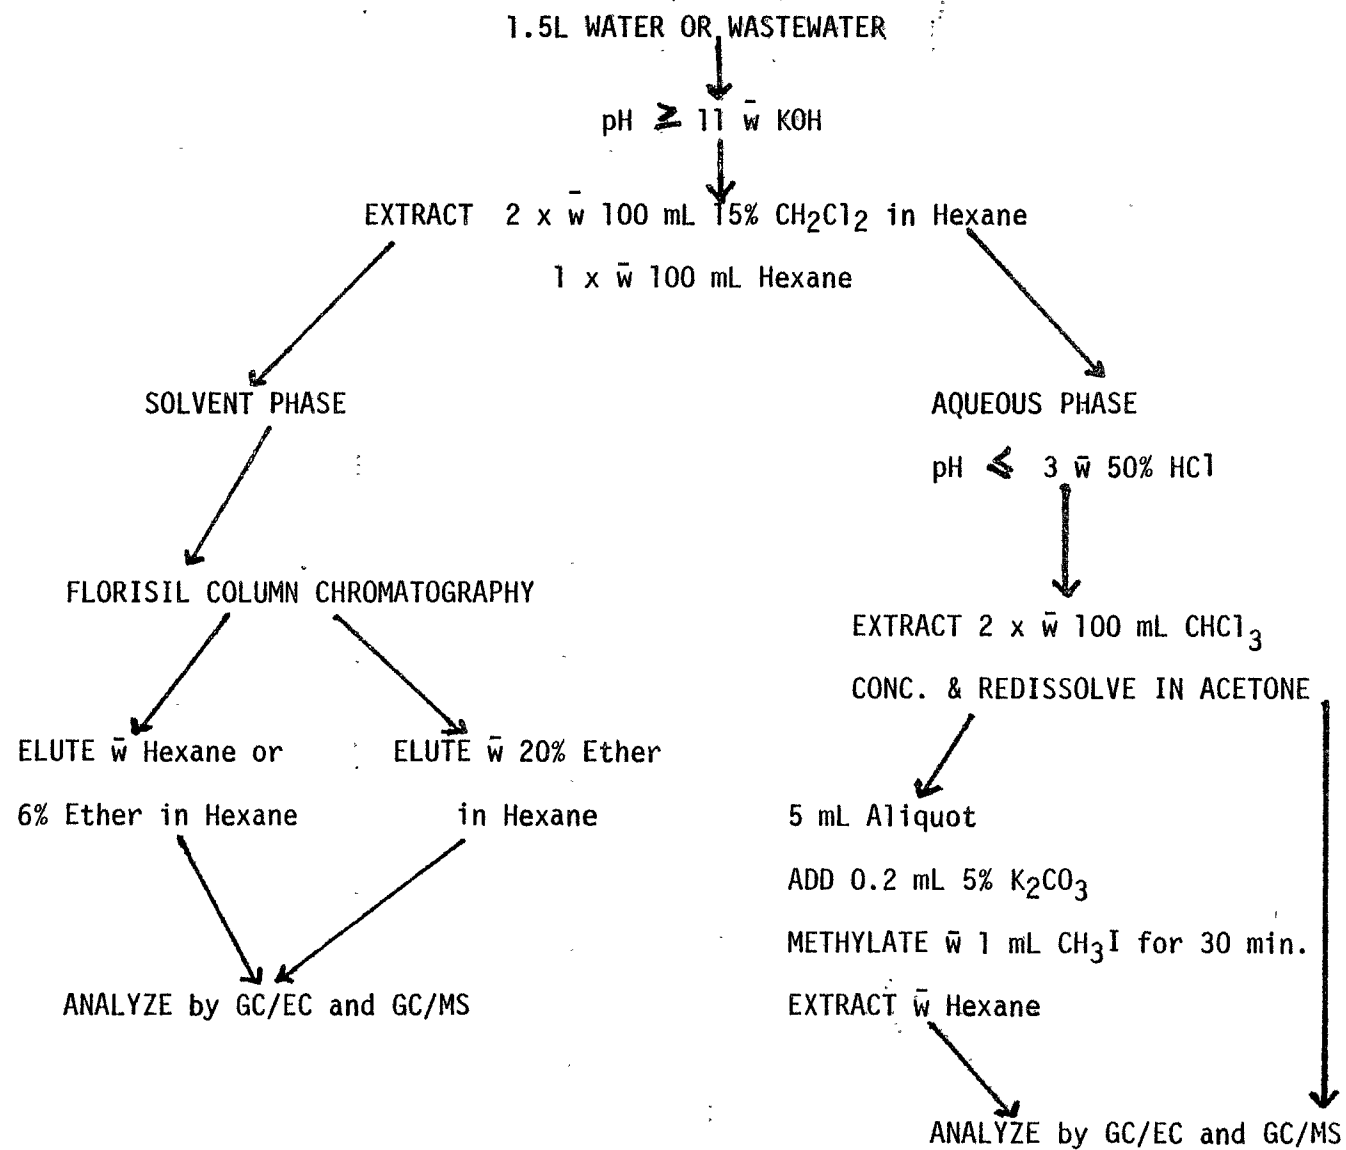 1.5L WATER OR WASTEWATER
pH ≥ 11 w̄ KOH
EXTRACT 2 x w̄ 100 mL 15% CH₂Cl₂ in Hexane
1 x w̄ 100 mL Hexane
SOLVENT PHASE
FLORISIL COLUMN CHROMATOGRAPHY
ELUTE w̄ Hexane or
6% Ether in Hexane
ELUTE w̄ 20% Ether
in Hexane
ANALYZE by GC/EC and GC/MS
AQUEOUS PHASE
pH ≤ 3 w̄ 50% HCl
EXTRACT 2 x w̄ 100 mL CHCl₃
CONC. & REDISSOLVE IN ACETONE
5 mL Aliquot
ADD 0.2 mL 5% K₂CO₃
METHYLATE w̄ 1 mL CH₃I for 30 min.
EXTRACT w̄ Hexane
ANALYZE by GC/EC and GC/MS